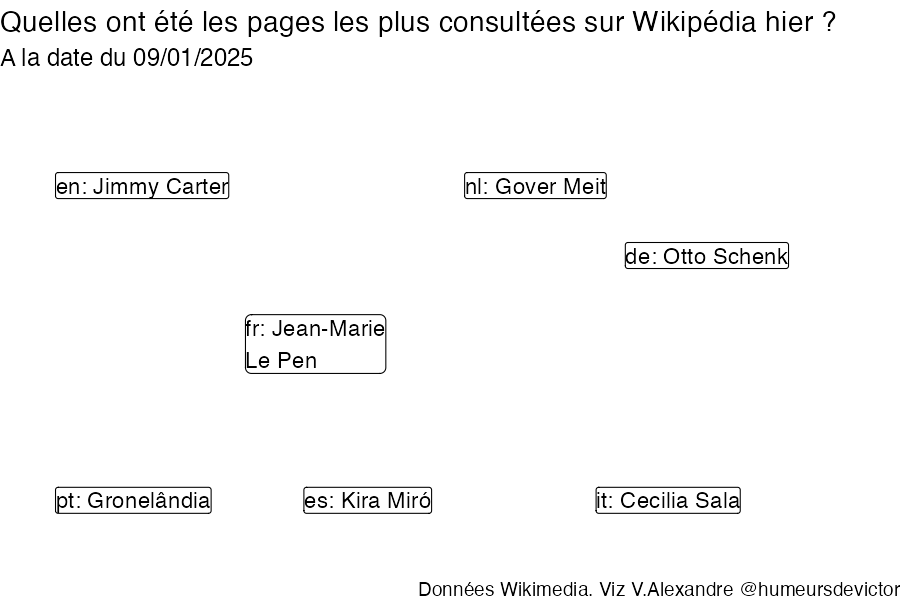 Quelles ont été les pages les plus consultées sur Wikipédia hier ?
A la date du 09/01/2025
en: Jimmy Carter
nl: Gover Meit
de: Otto Schenk
fr: Jean-Marie
Le Pen
pt: Gronelândia
es: Kira Miró
it: Cecilia Sala
Données Wikimedia. Viz V.Alexandre @humeursdevictor